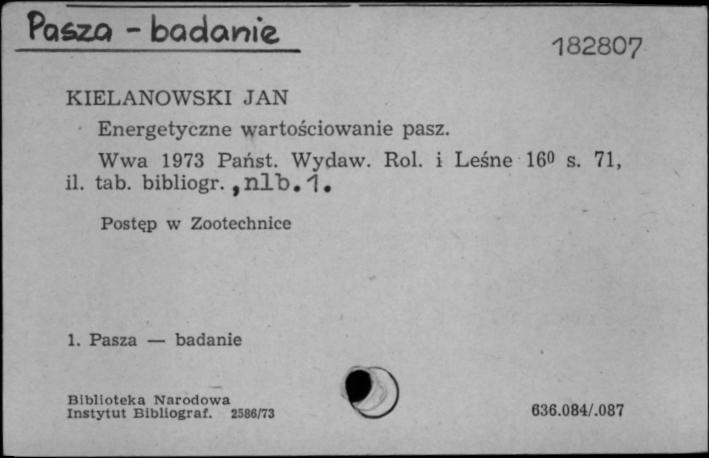 Pasza - badanie
182807
KIELANOWSKI JAN
Energetyczne wartościowanie pasz.
Wwa 1973 Państ. Wydaw. Rol. i Leśne 16⁰ s. 71,
il. tab. bibliogr. , nlb. 1.
Postęp w Zootechnice
1. Pasza — badanie
Biblioteka Narodowa
Instytut Bibliograf. 2586/73
636.084/.087